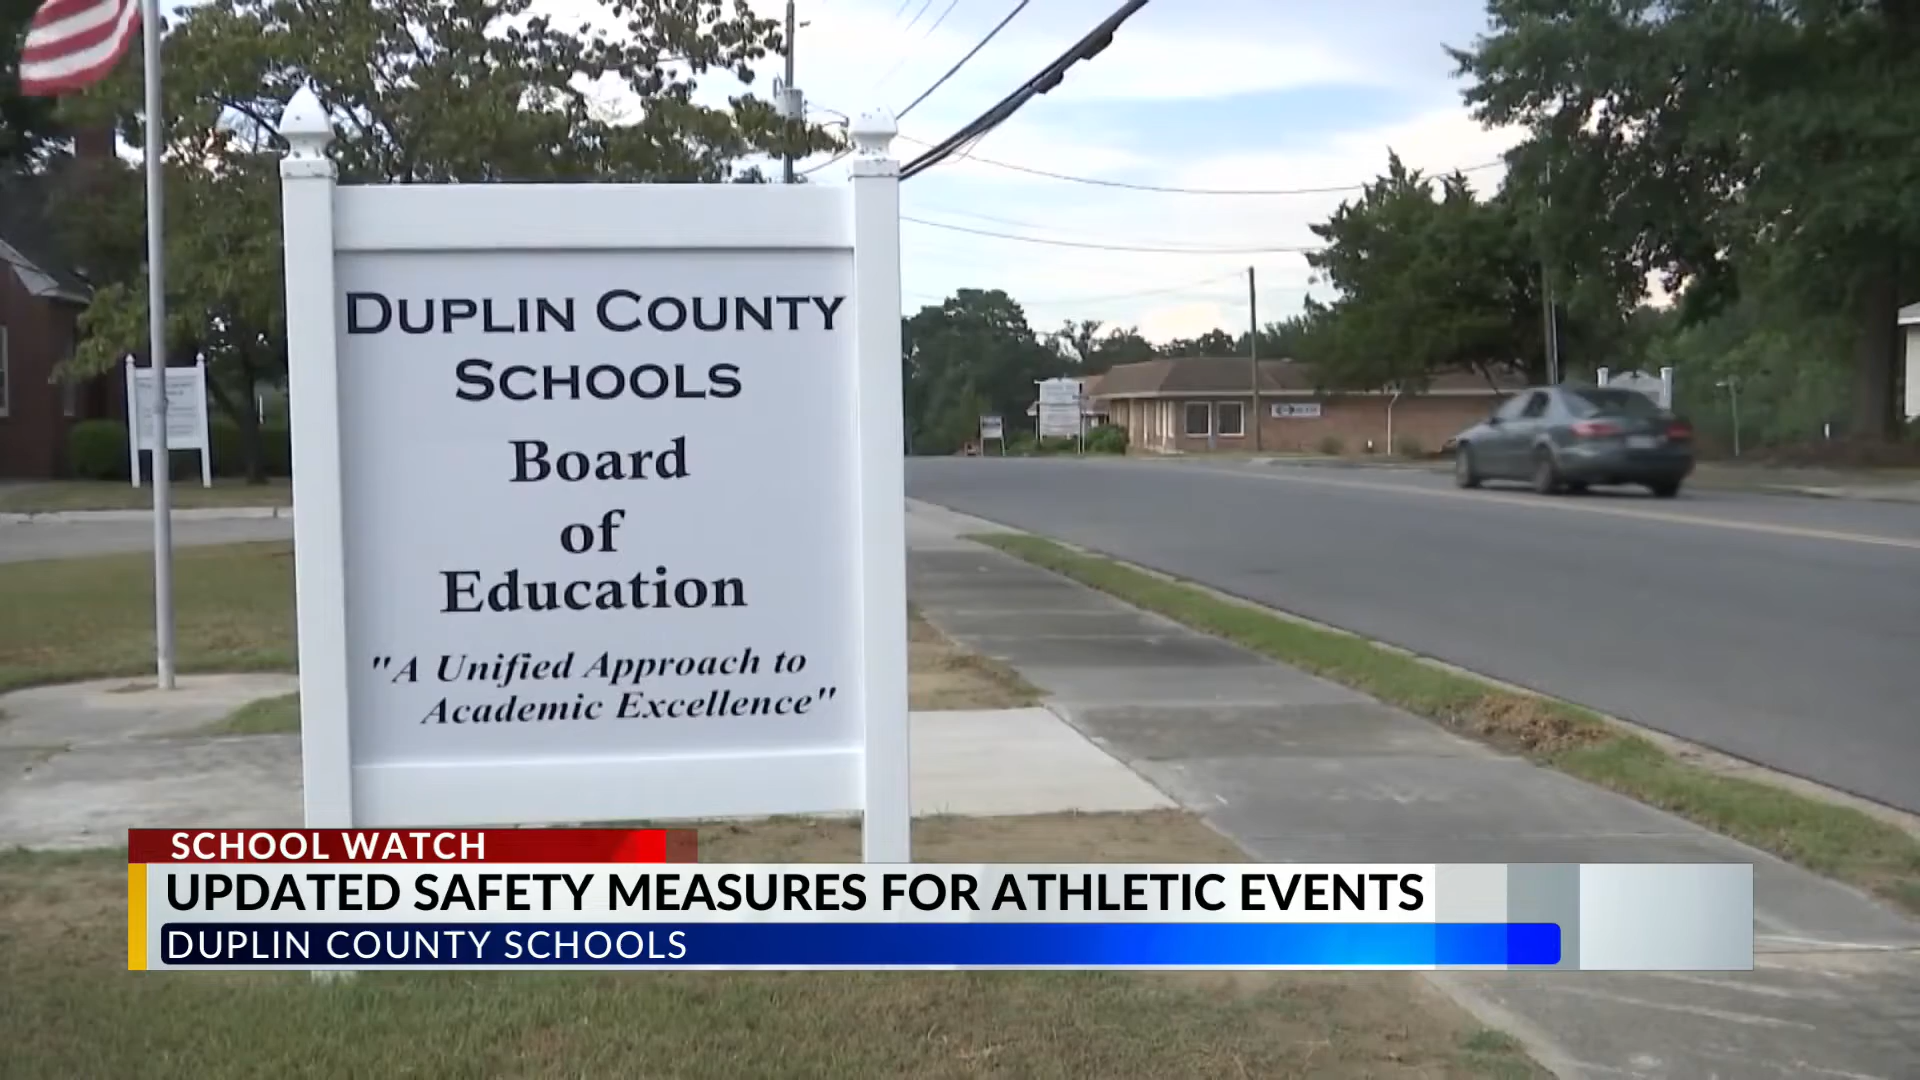 DUPLIN COUNTY
SCHOOLS
Board
of
Education
"A Unified Approach to
Academic Excellence"
SCHOOL WATCH
UPDATED SAFETY MEASURES FOR ATHLETIC EVENTS
DUPLIN COUNTY SCHOOLS